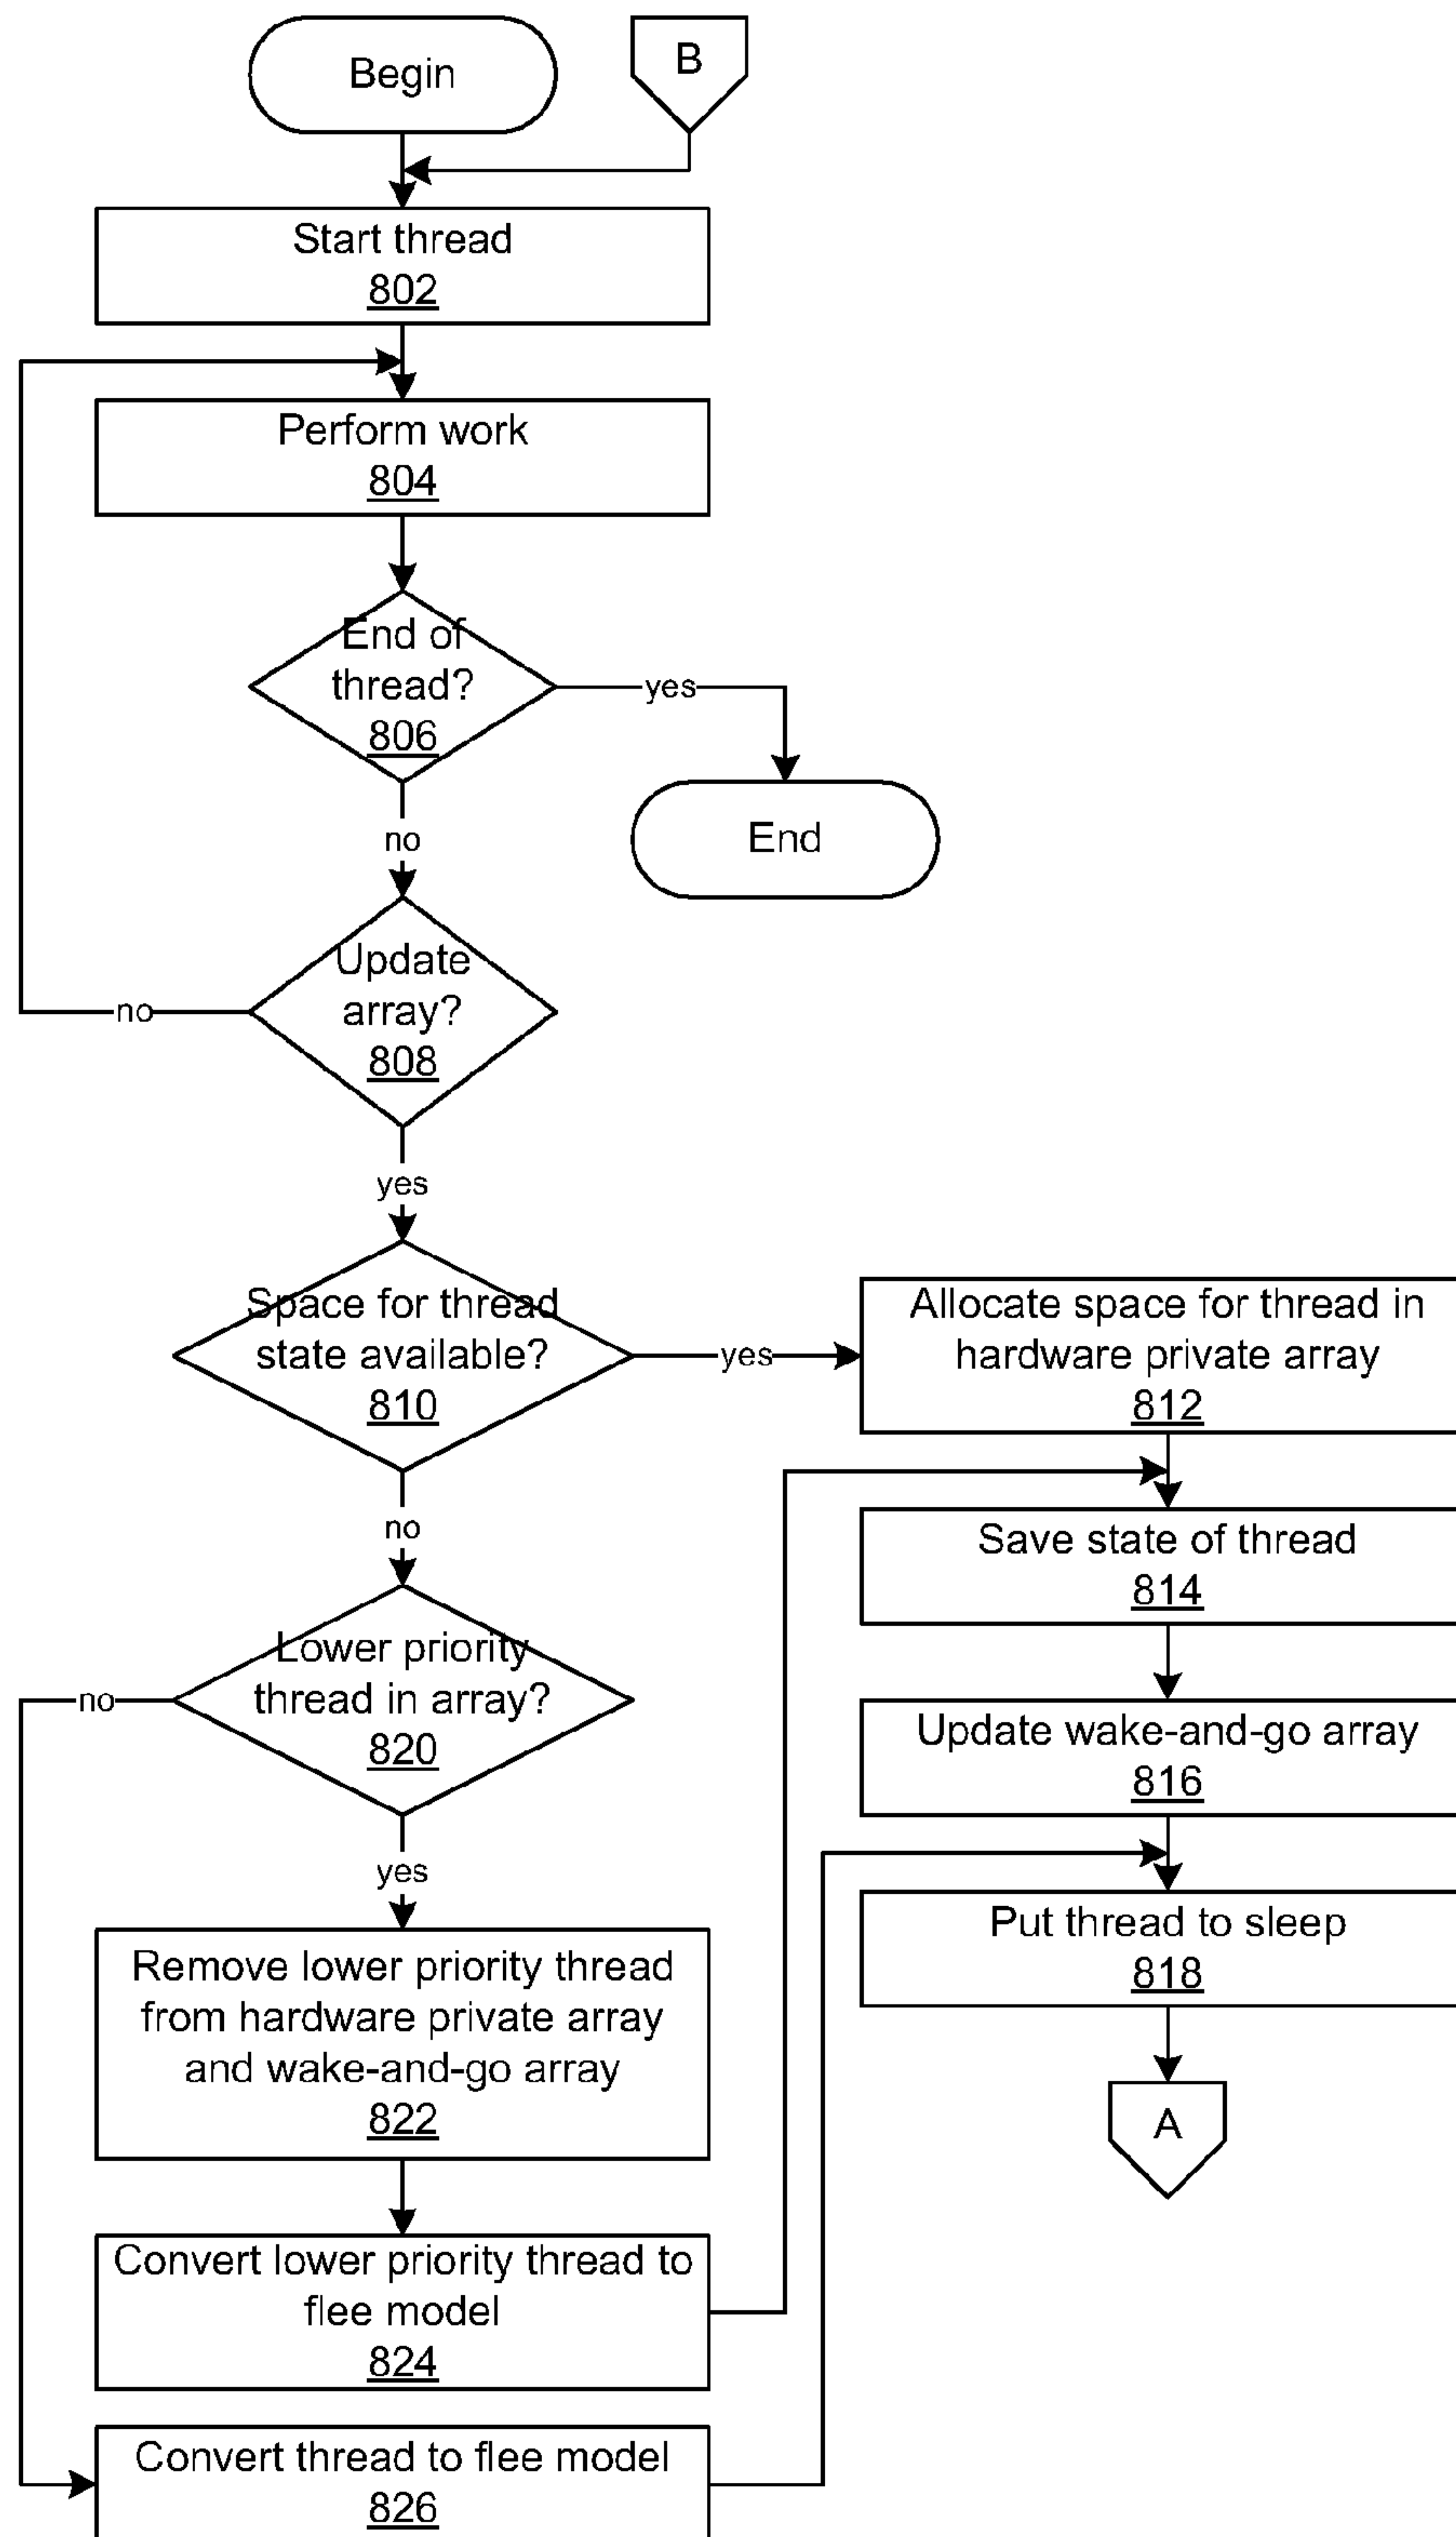 Begin
B
Start thread
802
Perform work
804
End of
thread?
806
yes
End
no
Update
array?
808
no
yes
Space for thread
state available?
810
yes
Allocate space for thread in
hardware private array
812
no
Save state of thread
814
Lower priority
thread in array?
820
no
Update wake-and-go array
816
yes
Put thread to sleep
818
Remove lower priority thread
from hardware private array
and wake-and-go array
822
A
Convert lower priority thread to
flee model
824
Convert thread to flee model
826